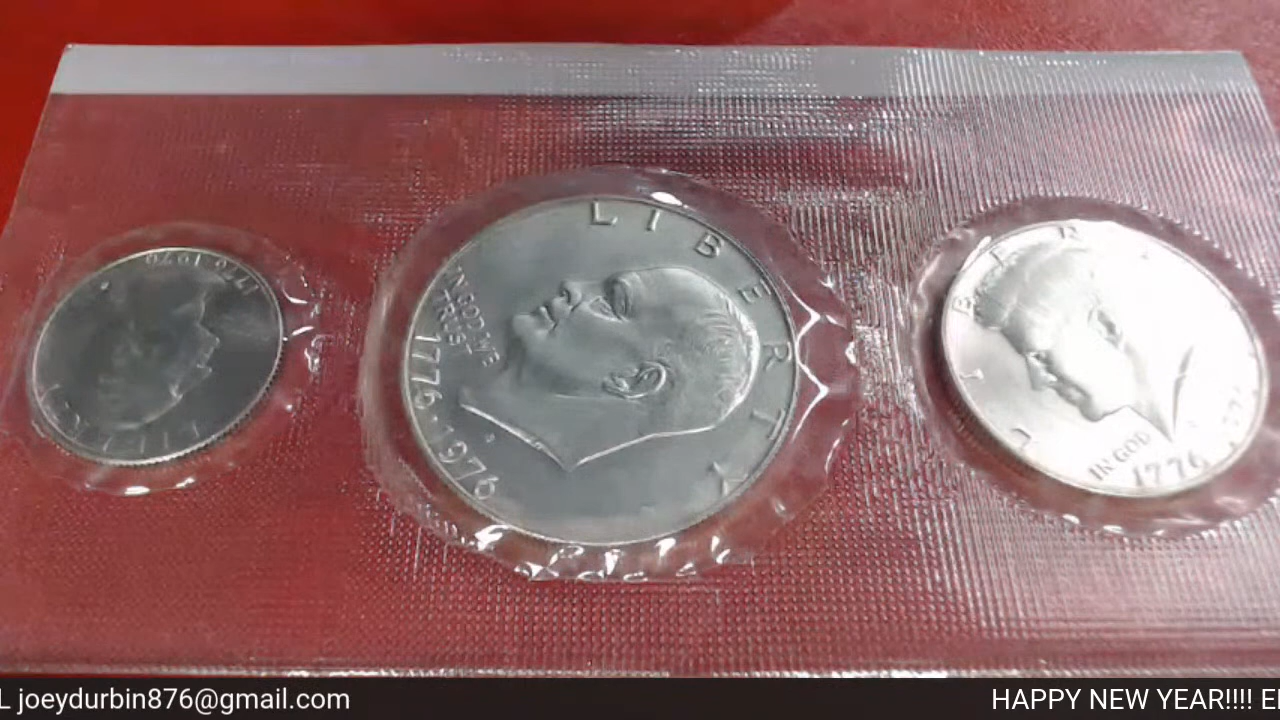 LIBERTY
IN GOD WE
TRUST
1776·1976
IN GOD
1776
L joeydurbin876@gmail.com
HAPPY NEW YEAR!!!!